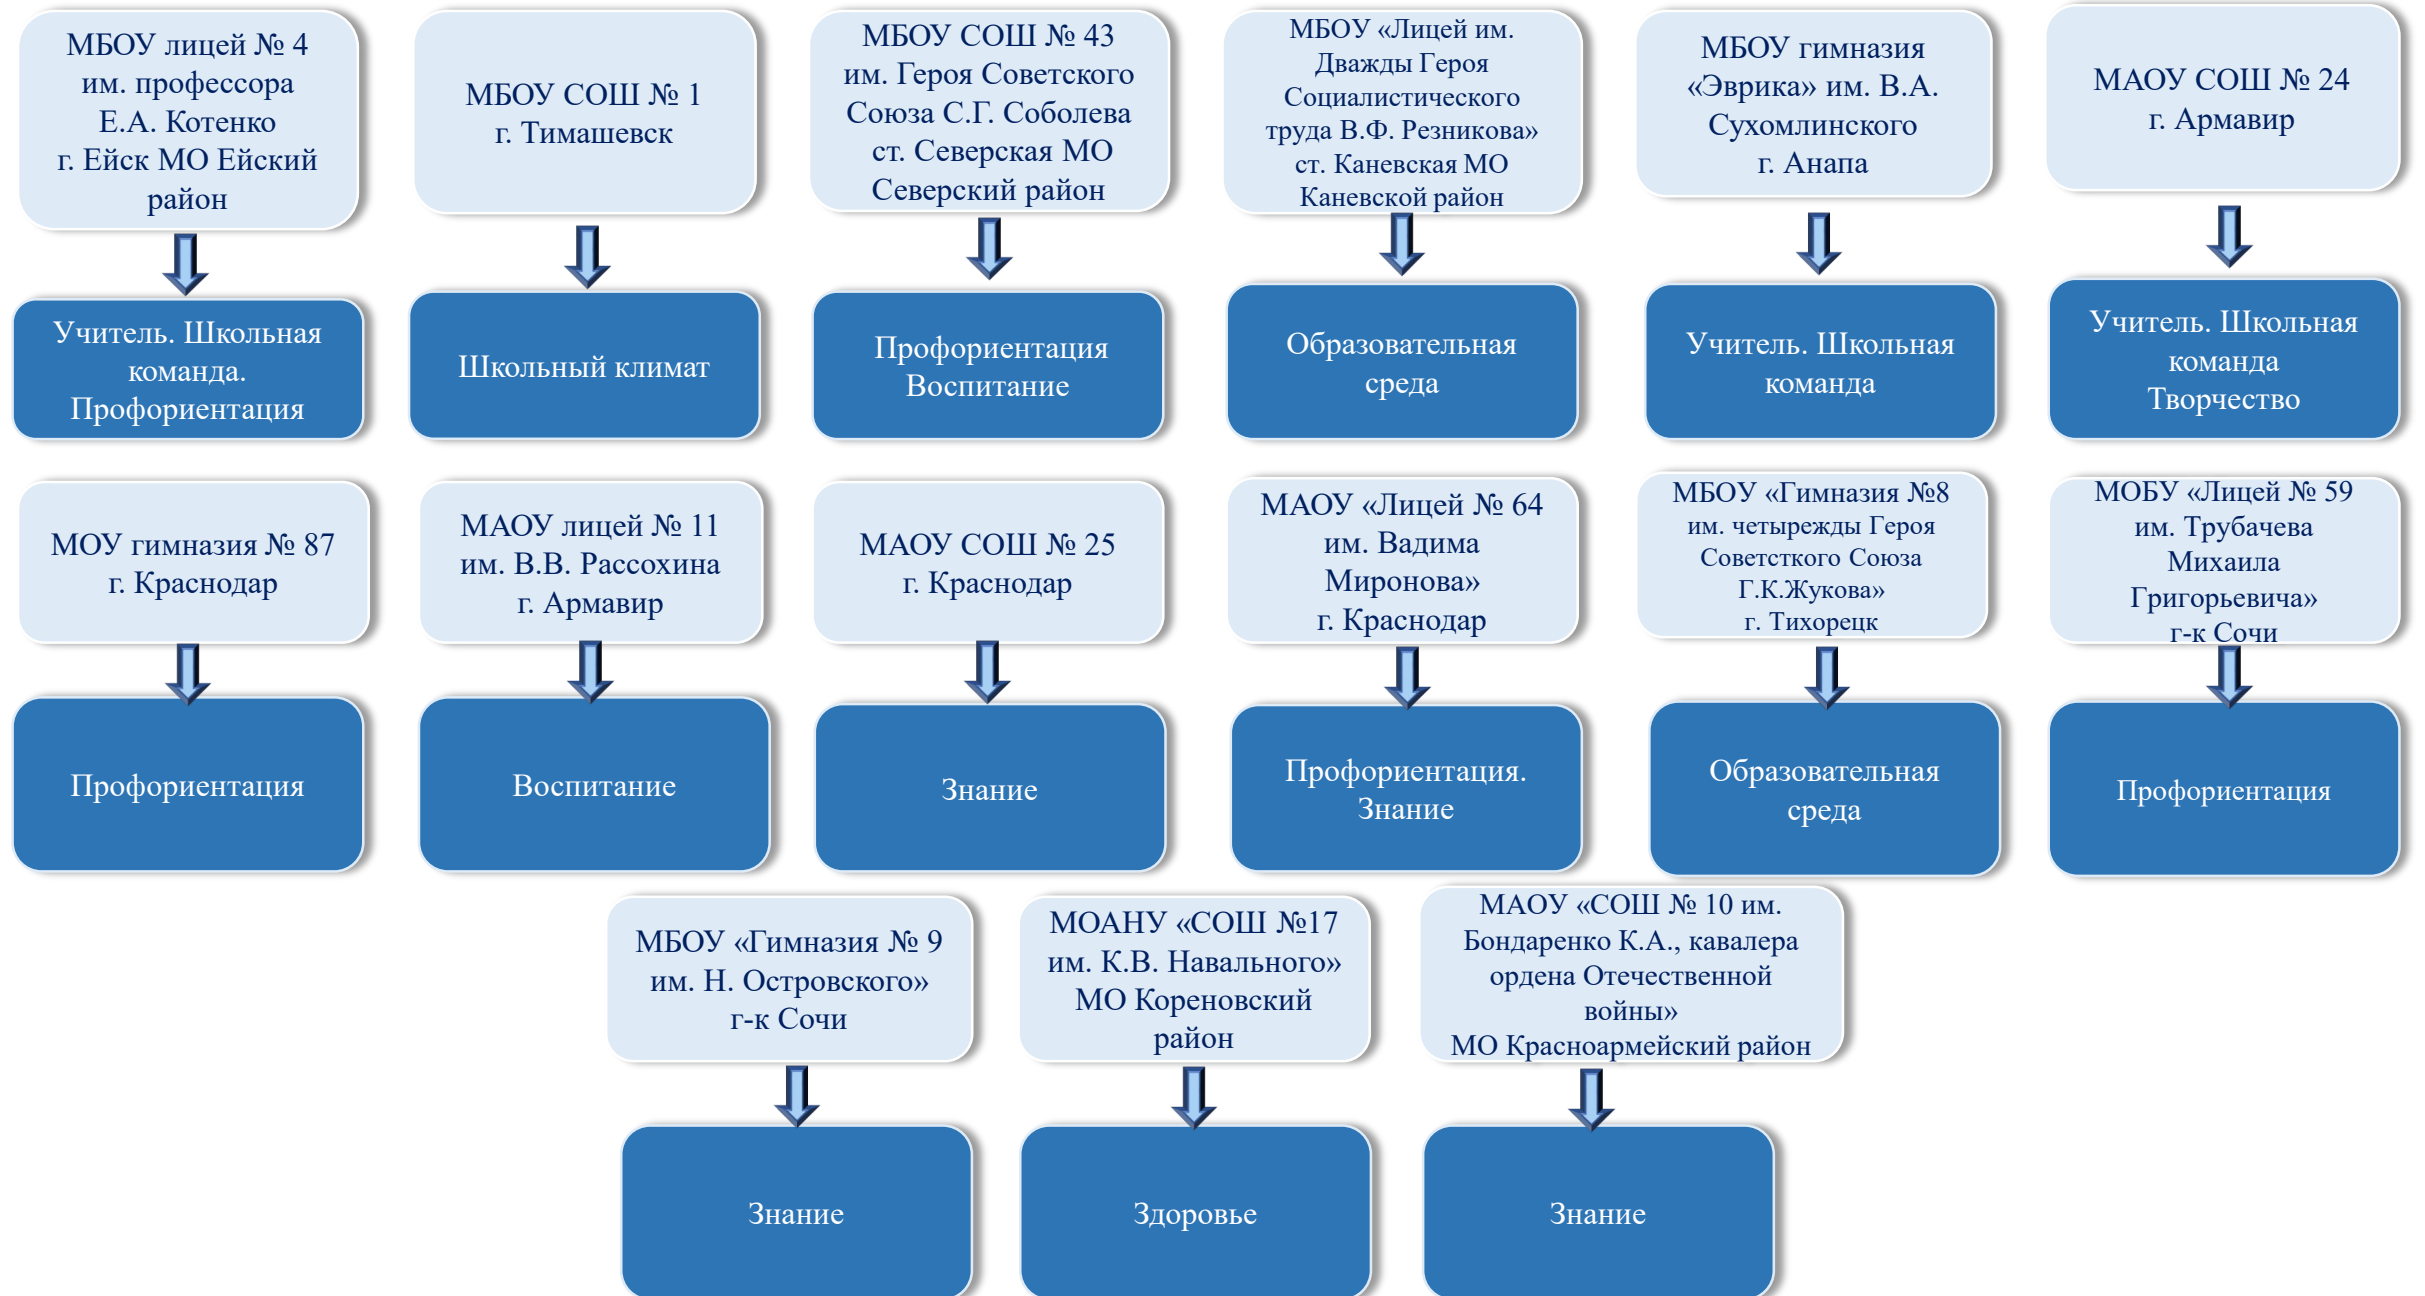 МБОУ лицей № 4
им. профессора
Е.А. Котенко
г. Ейск МО Ейский
район
МБОУ СОШ № 1
г. Тимашевск
МБОУ СОШ № 43
им. Героя Советского
Союза С.Г. Соболева
ст. Северская МО
Северский район
МБОУ «Лицей им.
Дважды Героя
Социалистического
труда В.Ф. Резникова»
ст. Каневская МО
Каневской район
МБОУ гимназия
«Эврика» им. В.А.
Сухомлинского
г. Анапа
МАОУ СОШ № 24
г. Армавир
Учитель. Школьная
команда.
Профориентация
Школьный климат
Профориентация
Воспитание
Образовательная
среда
Учитель. Школьная
команда
Учитель. Школьная
команда
Творчество
МОУ гимназия № 87
г. Краснодар
МАОУ лицей № 11
им. В.В. Рассохина
г. Армавир
МАОУ СОШ № 25
г. Краснодар
МАОУ «Лицей № 64
им. Вадима
Миронова»
г. Краснодар
МБОУ «Гимназия №8
им. четырежды Героя
Советсткого Союза
Г.К.Жукова»
г. Тихорецк
МОБУ «Лицей № 59
им. Трубачева
Михаила
Григорьевича»
г-к Сочи
Профориентация
Воспитание
Знание
Профориентация.
Знание
Образовательная
среда
Профориентация
МБОУ «Гимназия № 9
им. Н. Островского»
г-к Сочи
МОАНУ «СОШ №17
им. К.В. Навального»
МО Кореновский
район
МАОУ «СОШ № 10 им.
Бондаренко К.А., кавалера
ордена Отечественной
войны»
МО Красноармейский район
Знание
Здоровье
Знание